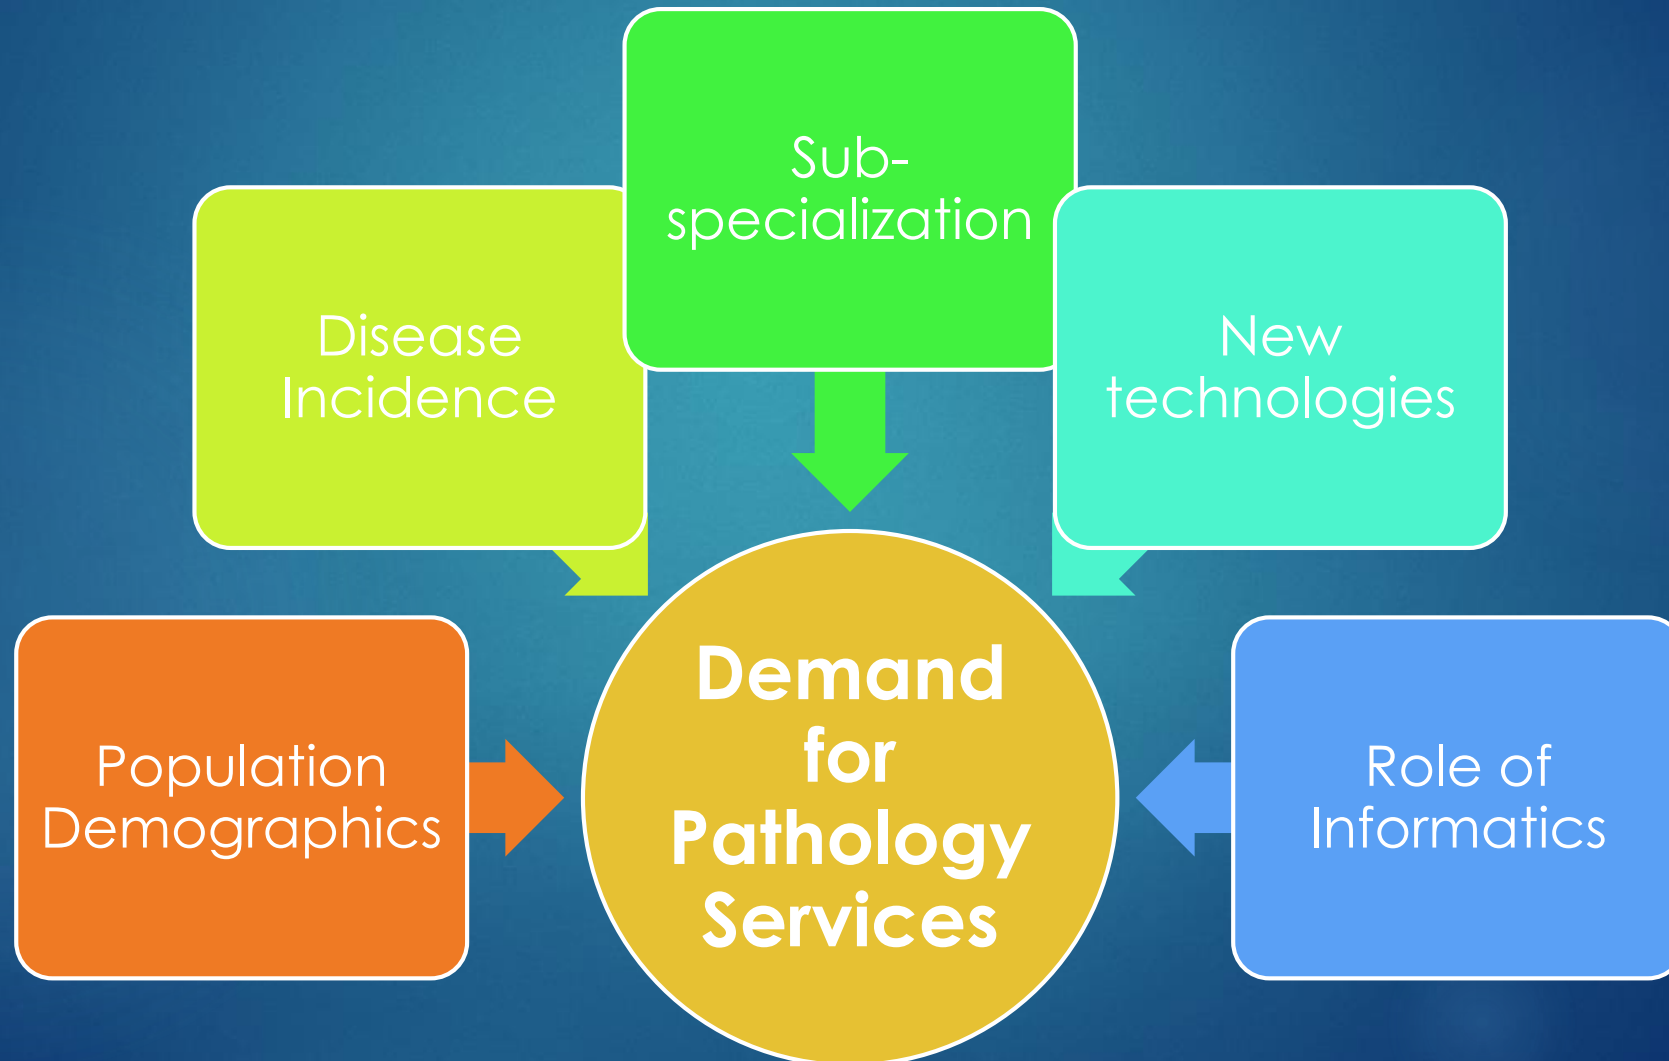 Sub-
specialization
Disease
Incidence
New
technologies
Population
Demographics
Demand
for
Pathology
Services
Role of
Informatics